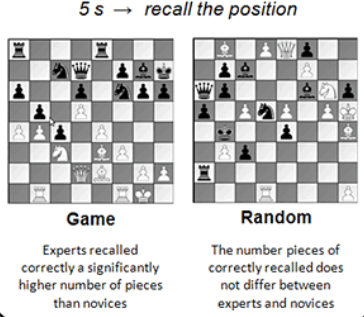 5 s → recall the position
Game
Random
Experts recalled
correctly a significantly
higher number of pieces
than novices
The number pieces of
correctly recalled does
not differ between
experts and novices